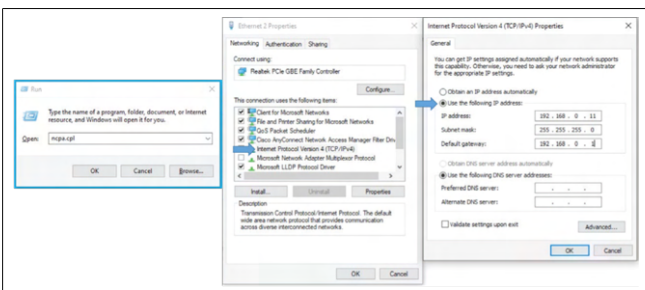 Run
Type the name of a program, folder, document, or Internet
resource, and Windows will open it for you.
Open:
ncpa.cpl
OK
Cancel
Browse...
Ethernet 2 Properties
Networking
Authentication
Sharing
Connect using:
Realtek PCIe GBE Family Controller
Configure...
This connection uses the following items:
Client for Microsoft Networks
File and Printer Sharing for Microsoft Networks
QoS Packet Scheduler
Cisco AnyConnect Network Access Manager Filter Driv
Internet Protocol Version 4 (TCP/IPv4)
Microsoft Network Adapter Multiplexor Protocol
Microsoft LLDP Protocol Driver
Install...
Uninstall
Properties
Description
Transmission Control Protocol/Internet Protocol. The default
wide area network protocol that provides communication
across diverse interconnected networks.
OK
Cancel
Internet Protocol Version 4 (TCP/IPv4) Properties
General
You can get IP settings assigned automatically if your network supports
this capability. Otherwise, you need to ask your network administrator
for the appropriate IP settings.
Obtain an IP address automatically
Use the following IP address:
IP address:
192 . 168 . 0 . 11
Subnet mask:
255 . 255 . 255 . 0
Default gateway:
192 . 168 . 0 . 1
Obtain DNS server address automatically
Use the following DNS server addresses:
Preferred DNS server:
. . .
Alternate DNS server:
. . .
Validate settings upon exit
Advanced...
OK
Cancel